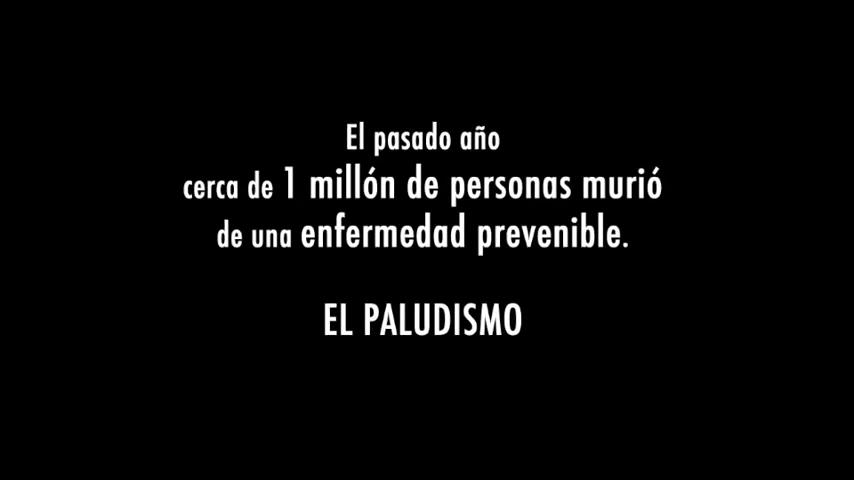 El pasado año
cerca de 1 millón de personas murió
de una enfermedad prevenible.
EL PALUDISMO